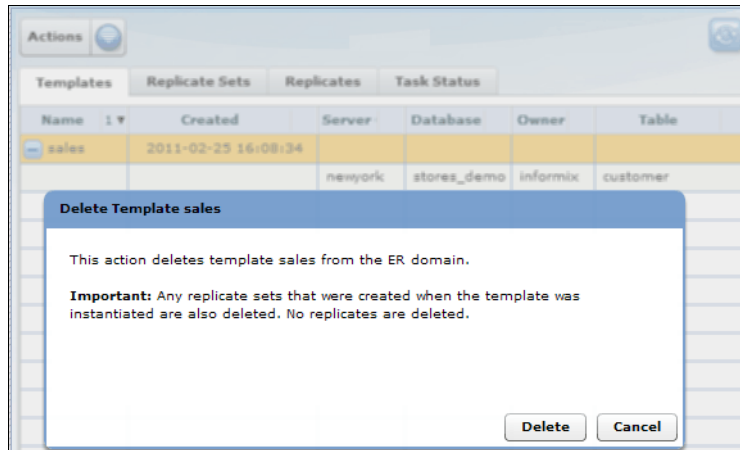 Actions
Templates Replicate Sets Replicates Task Status
Name 1▼ Created Server Database Owner Table
sales 2011-02-25 16:08:34
newyork stores_demo informix customer
Delete Template sales
This action deletes template sales from the ER domain.
Important: Any replicate sets that were created when the template was
instantiated are also deleted. No replicates are deleted.
Delete Cancel